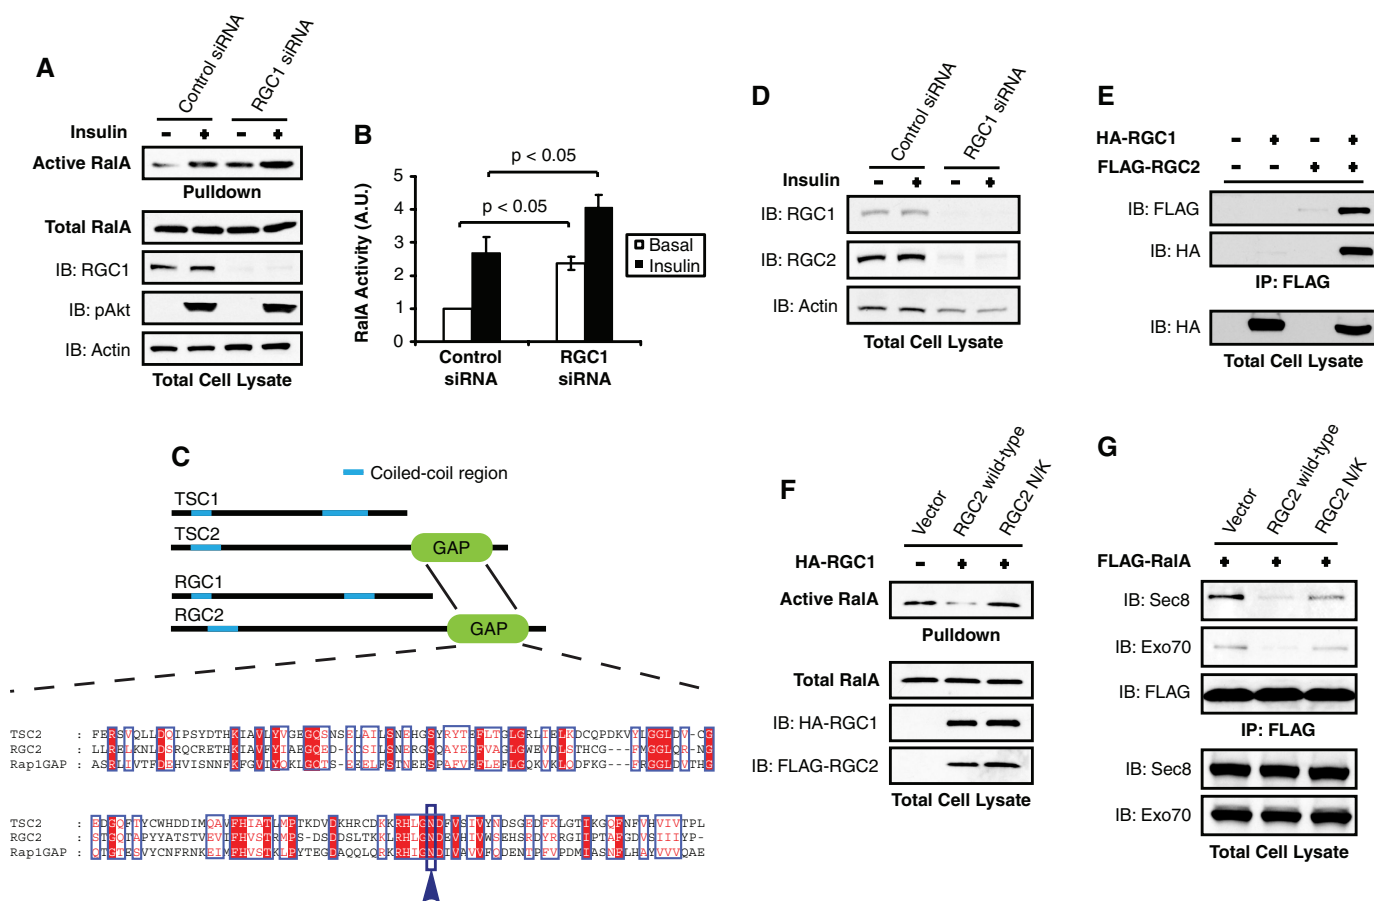 A
Control siRNA
RGC1 siRNA
Insulin
- + - +
Active RalA
Pulldown
Total RalA
IB: RGC1
IB: pAkt
IB: Actin
Total Cell Lysate
B
RalA Activity (A.U.)
5
4
3
2
1
0
p < 0.05
p < 0.05
Basal
Insulin
Control siRNA
RGC1 siRNA
C
Coiled-coil region
TSC1
TSC2
GAP
RGC1
RGC2
GAP
TSC2 :
RGC2 :
Rap1GAP :
TSC2 :
RGC2 :
Rap1GAP :
D
Control siRNA
RGC1 siRNA
Insulin
- + - +
IB: RGC1
IB: RGC2
IB: Actin
Total Cell Lysate
E
HA-RGC1
- + - +
FLAG-RGC2
- - + +
IB: FLAG
IB: HA
IP: FLAG
IB: HA
Total Cell Lysate
F
Vector
RGC2 wild-type
RGC2 N/K
HA-RGC1
- + +
Active RalA
Pulldown
Total RalA
IB: HA-RGC1
IB: FLAG-RGC2
Total Cell Lysate
G
Vector
RGC2 wild-type
RGC2 N/K
FLAG-RalA
+ + +
IB: Sec8
IB: Exo70
IB: FLAG
IP: FLAG
IB: Sec8
IB: Exo70
Total Cell Lysate